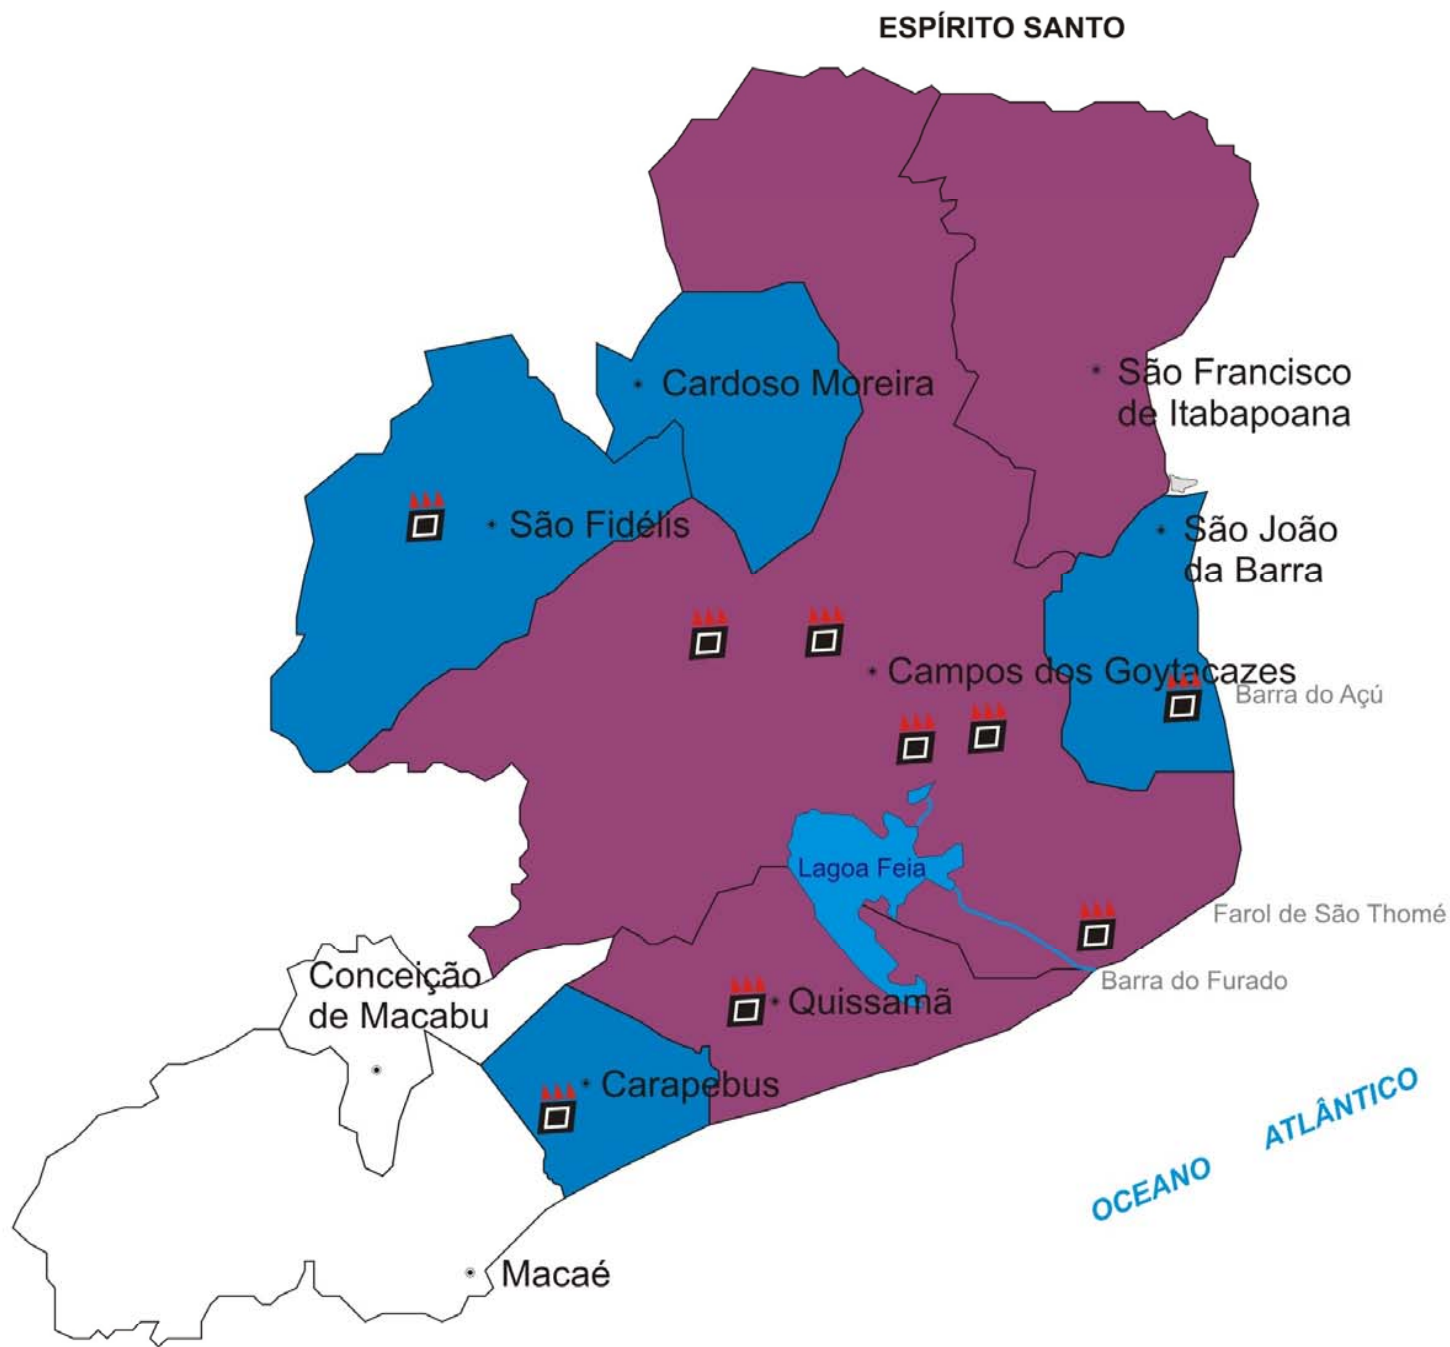 ESPÍRITO SANTO
São Francisco
de Itabapoana
Cardoso Moreira
São Fidélis
São João
da Barra
Campos dos Goytacazes
Barra do Açú
Lagoa Feia
Farol de São Thomé
Conceição
de Macabu
Barra do Furado
Quissamã
Carapebus
OCEANO ATLÂNTICO
Macaé